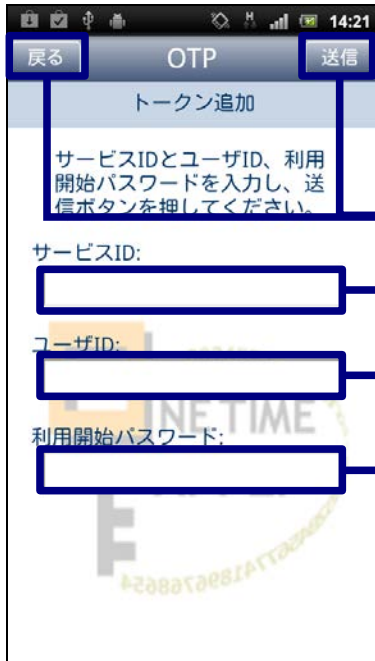 14:21
戻る
OTP
送信
トークン追加
サービスIDとユーザID、利用
開始パスワードを入力し、送
信ボタンを押してください。
サービスID:
ユーザID:
NE TIME
利用開始パスワード: